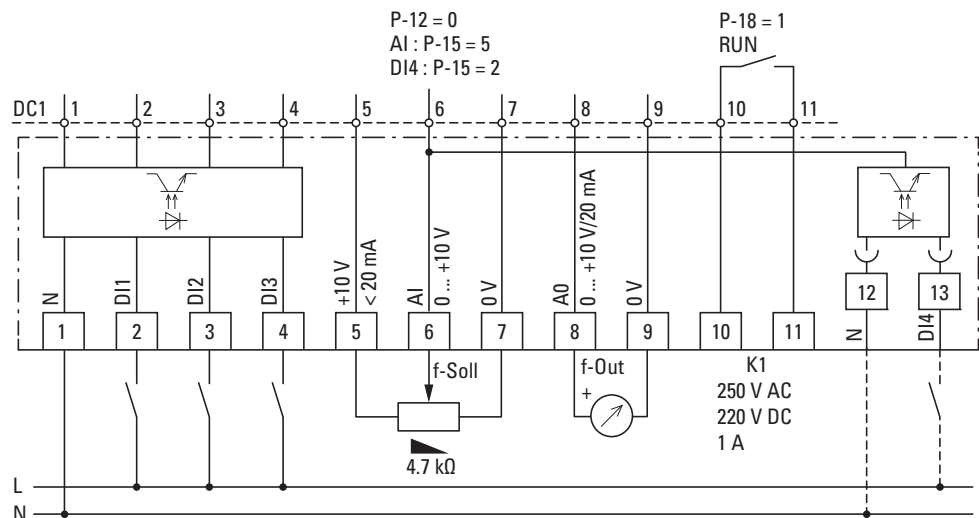 P-12 = 0
AI : P-15 = 5
DI4 : P-15 = 2
P-18 = 1
RUN
DC1 1 2 3 4 5 6 7 8 9 10 11
N
DI1
DI2
DI3
+10 V
< 20 mA
AI
0 ... +10 V
0 V
A0
0 ... +10 V/20 mA
0 V
12 13
N
DI4
1 2 3 4 5 6 7 8 9 10 11
f-Soll
4.7 kΩ
f-Out
+
K1
250 V AC
220 V DC
1 A
L
N